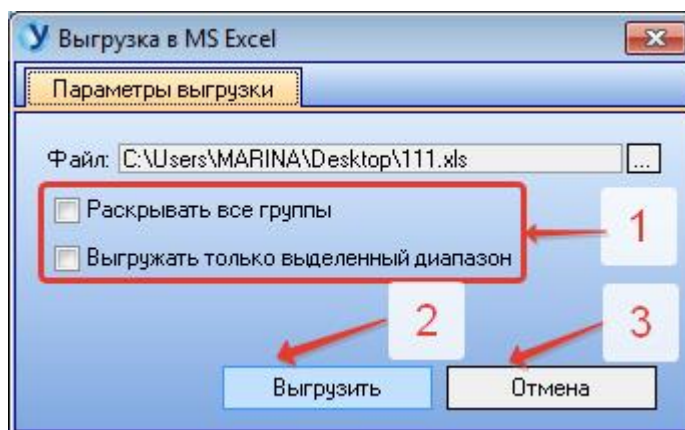 У Выгрузка в MS Excel
Параметры выгрузки
Файл: C:\Users\MARINA\Desktop\111.xls ...
Раскрывать все группы
1
Выгружать только выделенный диапазон
2
3
Выгрузить Отмена